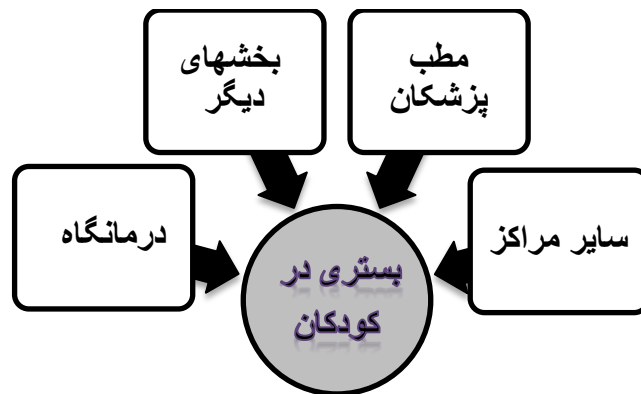 مطب
پزشکان
بخشهای
دیگر
سایر مراکز
درمانگاه
بستری در
کودکان